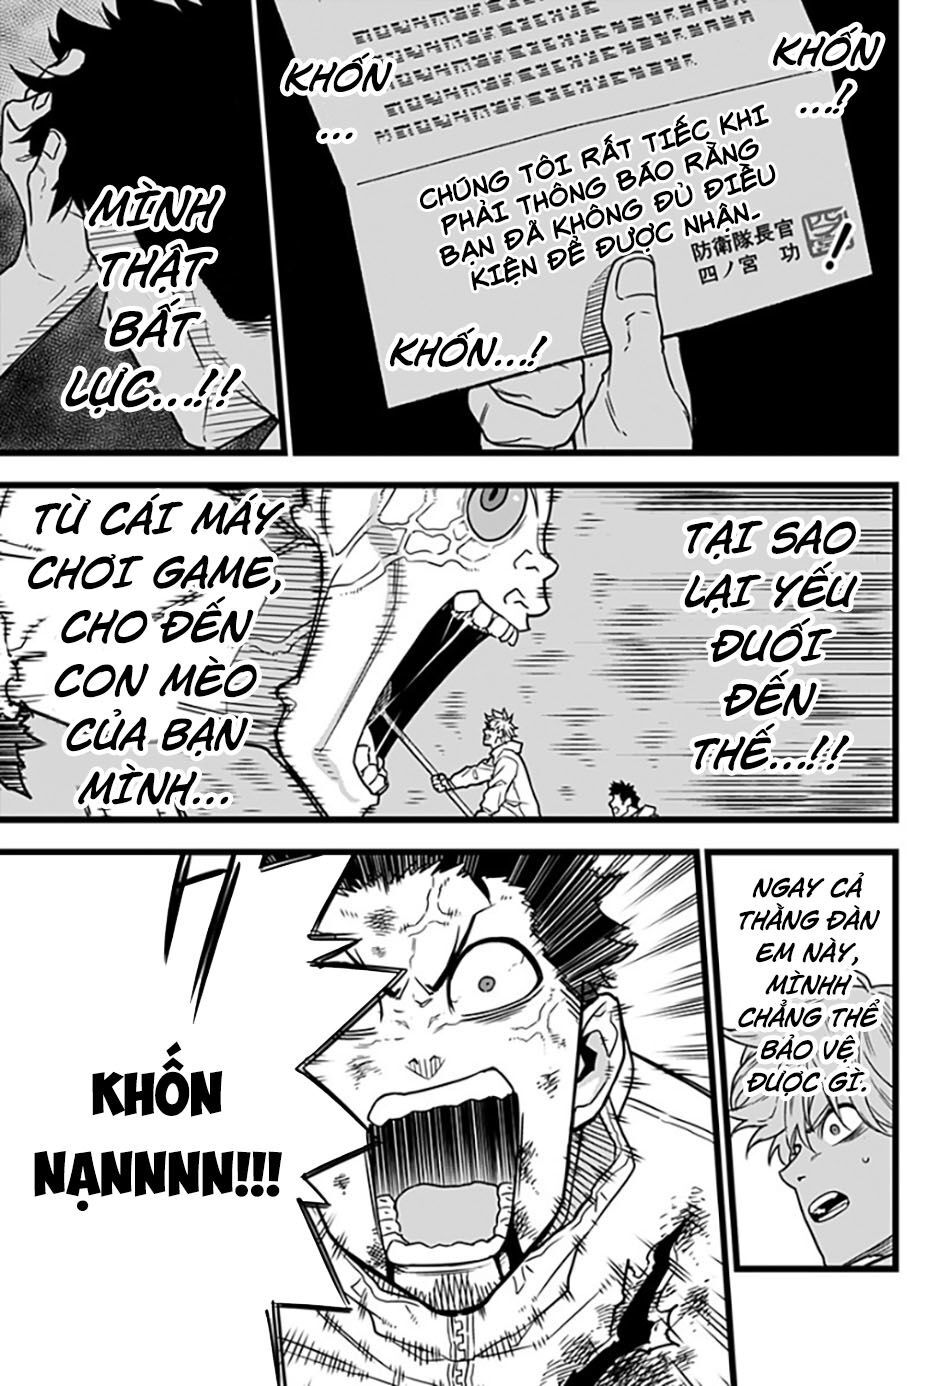 KHỐN
...!
KHỐN
...
CHÚNG TÔI RẤT TIẾC KHI
PHẢI THÔNG BÁO RẰNG
BẠN ĐÃ KHÔNG ĐỦ ĐIỀU
KIỆN ĐỂ ĐƯỢC NHẬN.
防衛隊長官
四ノ宮 功
!
KHỐN...!
MÌNH
THẬT
BẤT
LỰC...!!
TẠI SAO
LẠI YẾU
ĐUỐI
ĐẾN
THẾ...!!
TỪ CÁI MÁY
CHƠI GAME,
CHO ĐẾN
CON MÈO
CỦA BẠN
MÌNH...
NGAY CẢ
THẰNG ĐÀN
EM NÀY,
MÌNHH
CHẲNG THỂ
BẢO VỆ
ĐƯỢC GÌ.
KHỐN
NẠNNNN!!!